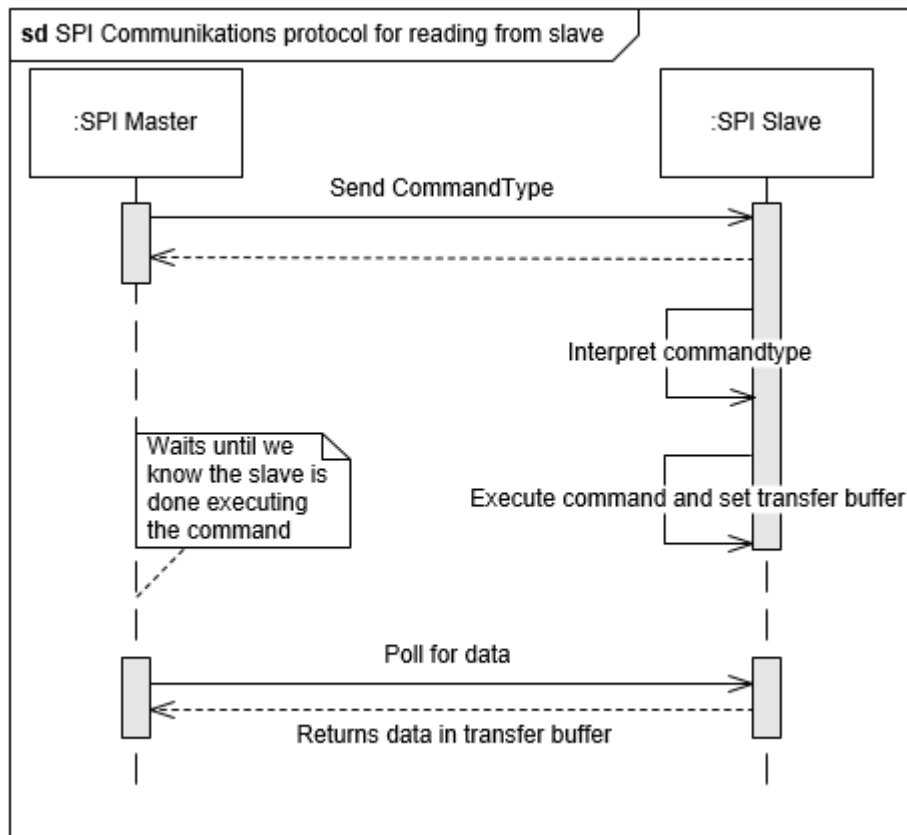 sd SPI Communikations protocol for reading from slave
:SPI Master
:SPI Slave
Send CommandType
Interpret commandtype
Waits until we
know the slave is
done executing
the command
Execute command and set transfer buffer
Poll for data
Returns data in transfer buffer